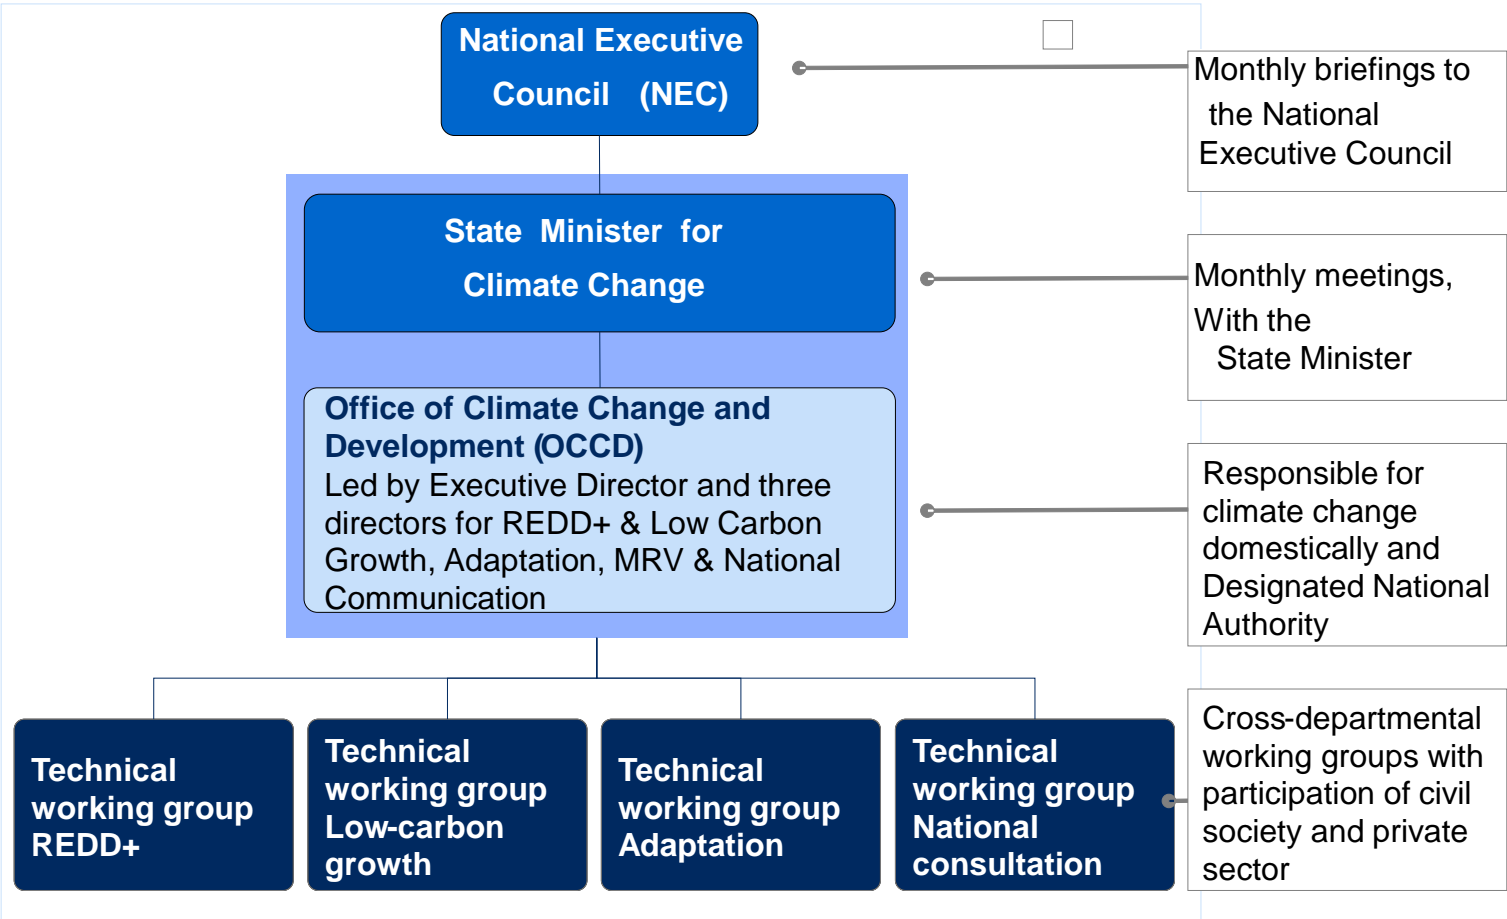 National Executive
Council (NEC)
Monthly briefings to
the National
Executive Council
State Minister for
Climate Change
Monthly meetings,
With the
State Minister
Office of Climate Change and
Development (OCCD)
Led by Executive Director and three
directors for REDD+ & Low Carbon
Growth, Adaptation, MRV & National
Communication
Responsible for
climate change
domestically and
Designated National
Authority
Technical
working group
REDD+
Technical
working group
Low-carbon
growth
Technical
working group
Adaptation
Technical
working group
National
consultation
Cross-departmental
working groups with
participation of civil
society and private
sector